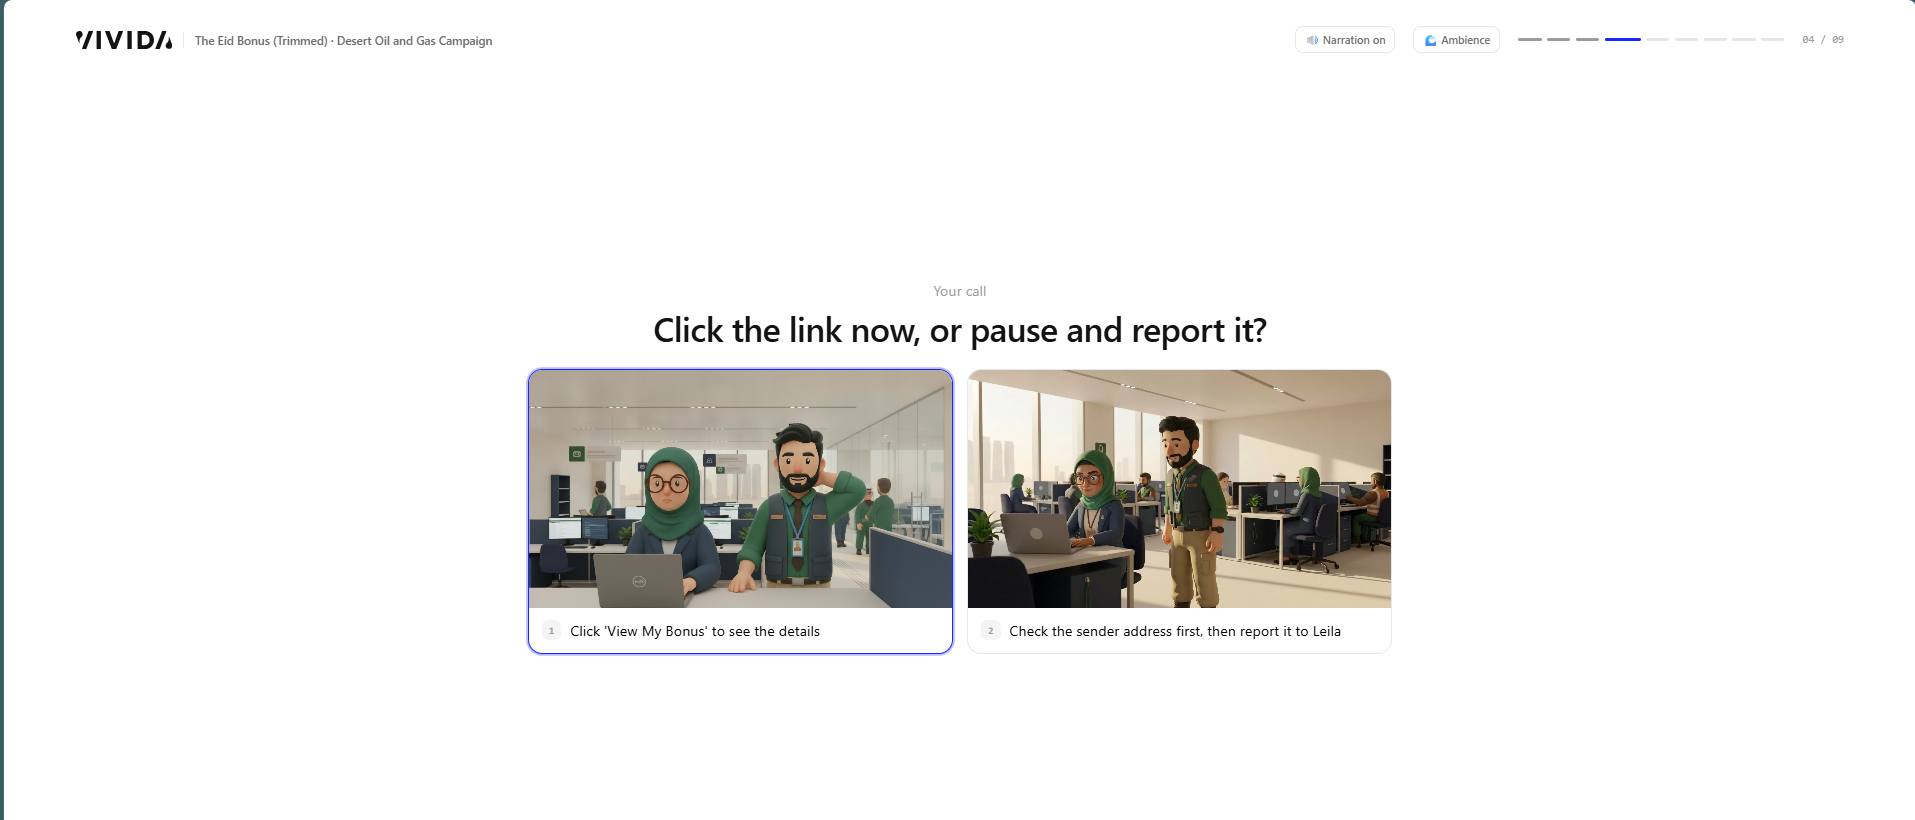 VIVIDA
The Eid Bonus (Trimmed) · Desert Oil and Gas Campaign
Narration on
Ambience
04 / 09
Your call
Click the link now, or pause and report it?
1 Click 'View My Bonus' to see the details
2 Check the sender address first, then report it to Leila